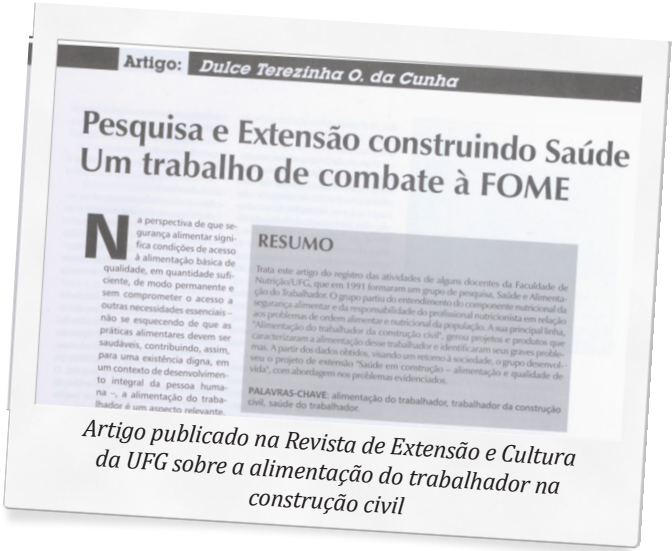 Artigo: Dulce Terezinha O. da Cunha
Pesquisa e Extensão construindo Saúde
Um trabalho de combate à FOME
Na perspectiva de que se-
gurança alimentar signi-
fica condições de acesso
à alimentação básica de
qualidade, em quantidade sufi-
ciente, de modo permanente e
sem comprometer o acesso a
outras necessidades essenciais –
não se esquecendo de que as
práticas alimentares devem ser
saudáveis, contribuindo, assim,
para uma existência digna, em
um contexto de desenvolvimen-
to integral da pessoa huma-
na –, a alimentação do traba-
lhador é um aspecto relevante.
RESUMO
Trata este artigo do registro das atividades de alguns docentes da Faculdade de
Nutrição/UFG, que em 1991 formaram um grupo de pesquisa, Saúde e Alimenta-
ção do Trabalhador. O grupo partiu do entendimento do componente nutricional da
segurança alimentar e da responsabilidade do profissional nutricionista em relação
aos problemas de ordem alimentar e nutricional da população. A sua principal linha,
"Alimentação do trabalhador da construção civil", gerou projetos e produtos que
caracterizaram a alimentação desse trabalhador e identificaram seus graves proble-
mas. A partir dos dados obtidos, visando um retorno à sociedade, o grupo desenvol-
veu o projeto de extensão "Saúde em construção – alimentação e qualidade de
vida", com abordagem nos problemas evidenciados.
PALAVRAS-CHAVE: alimentação do trabalhador, trabalhador da construção
civil, saúde do trabalhador.
Artigo publicado na Revista de Extensão e Cultura
da UFG sobre a alimentação do trabalhador na
construção civil